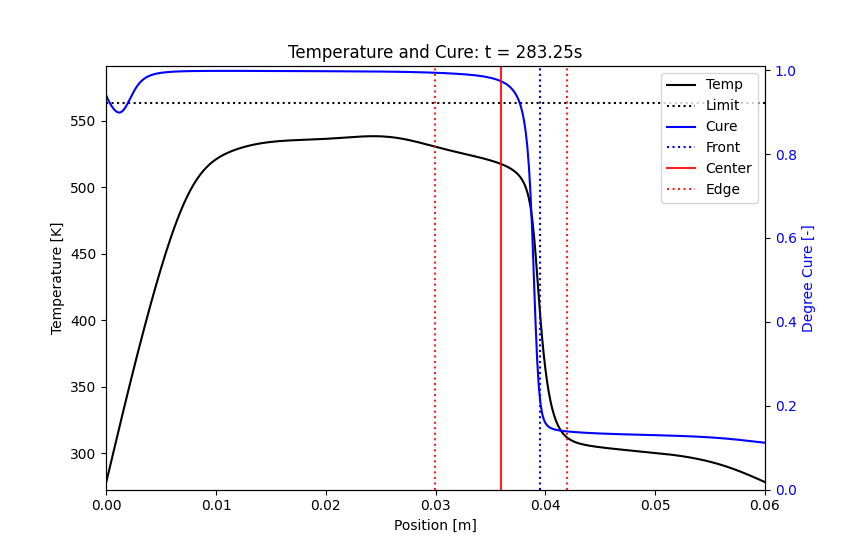 Temperature and Cure: t = 283.25s
Temp
Limit
Cure
Front
Center
Edge
Temperature [K]
550
500
450
400
350
300
Degree Cure [-]
1.0
0.8
0.6
0.4
0.2
0.0
0.00 0.01 0.02 0.03 0.04 0.05 0.06
Position [m]